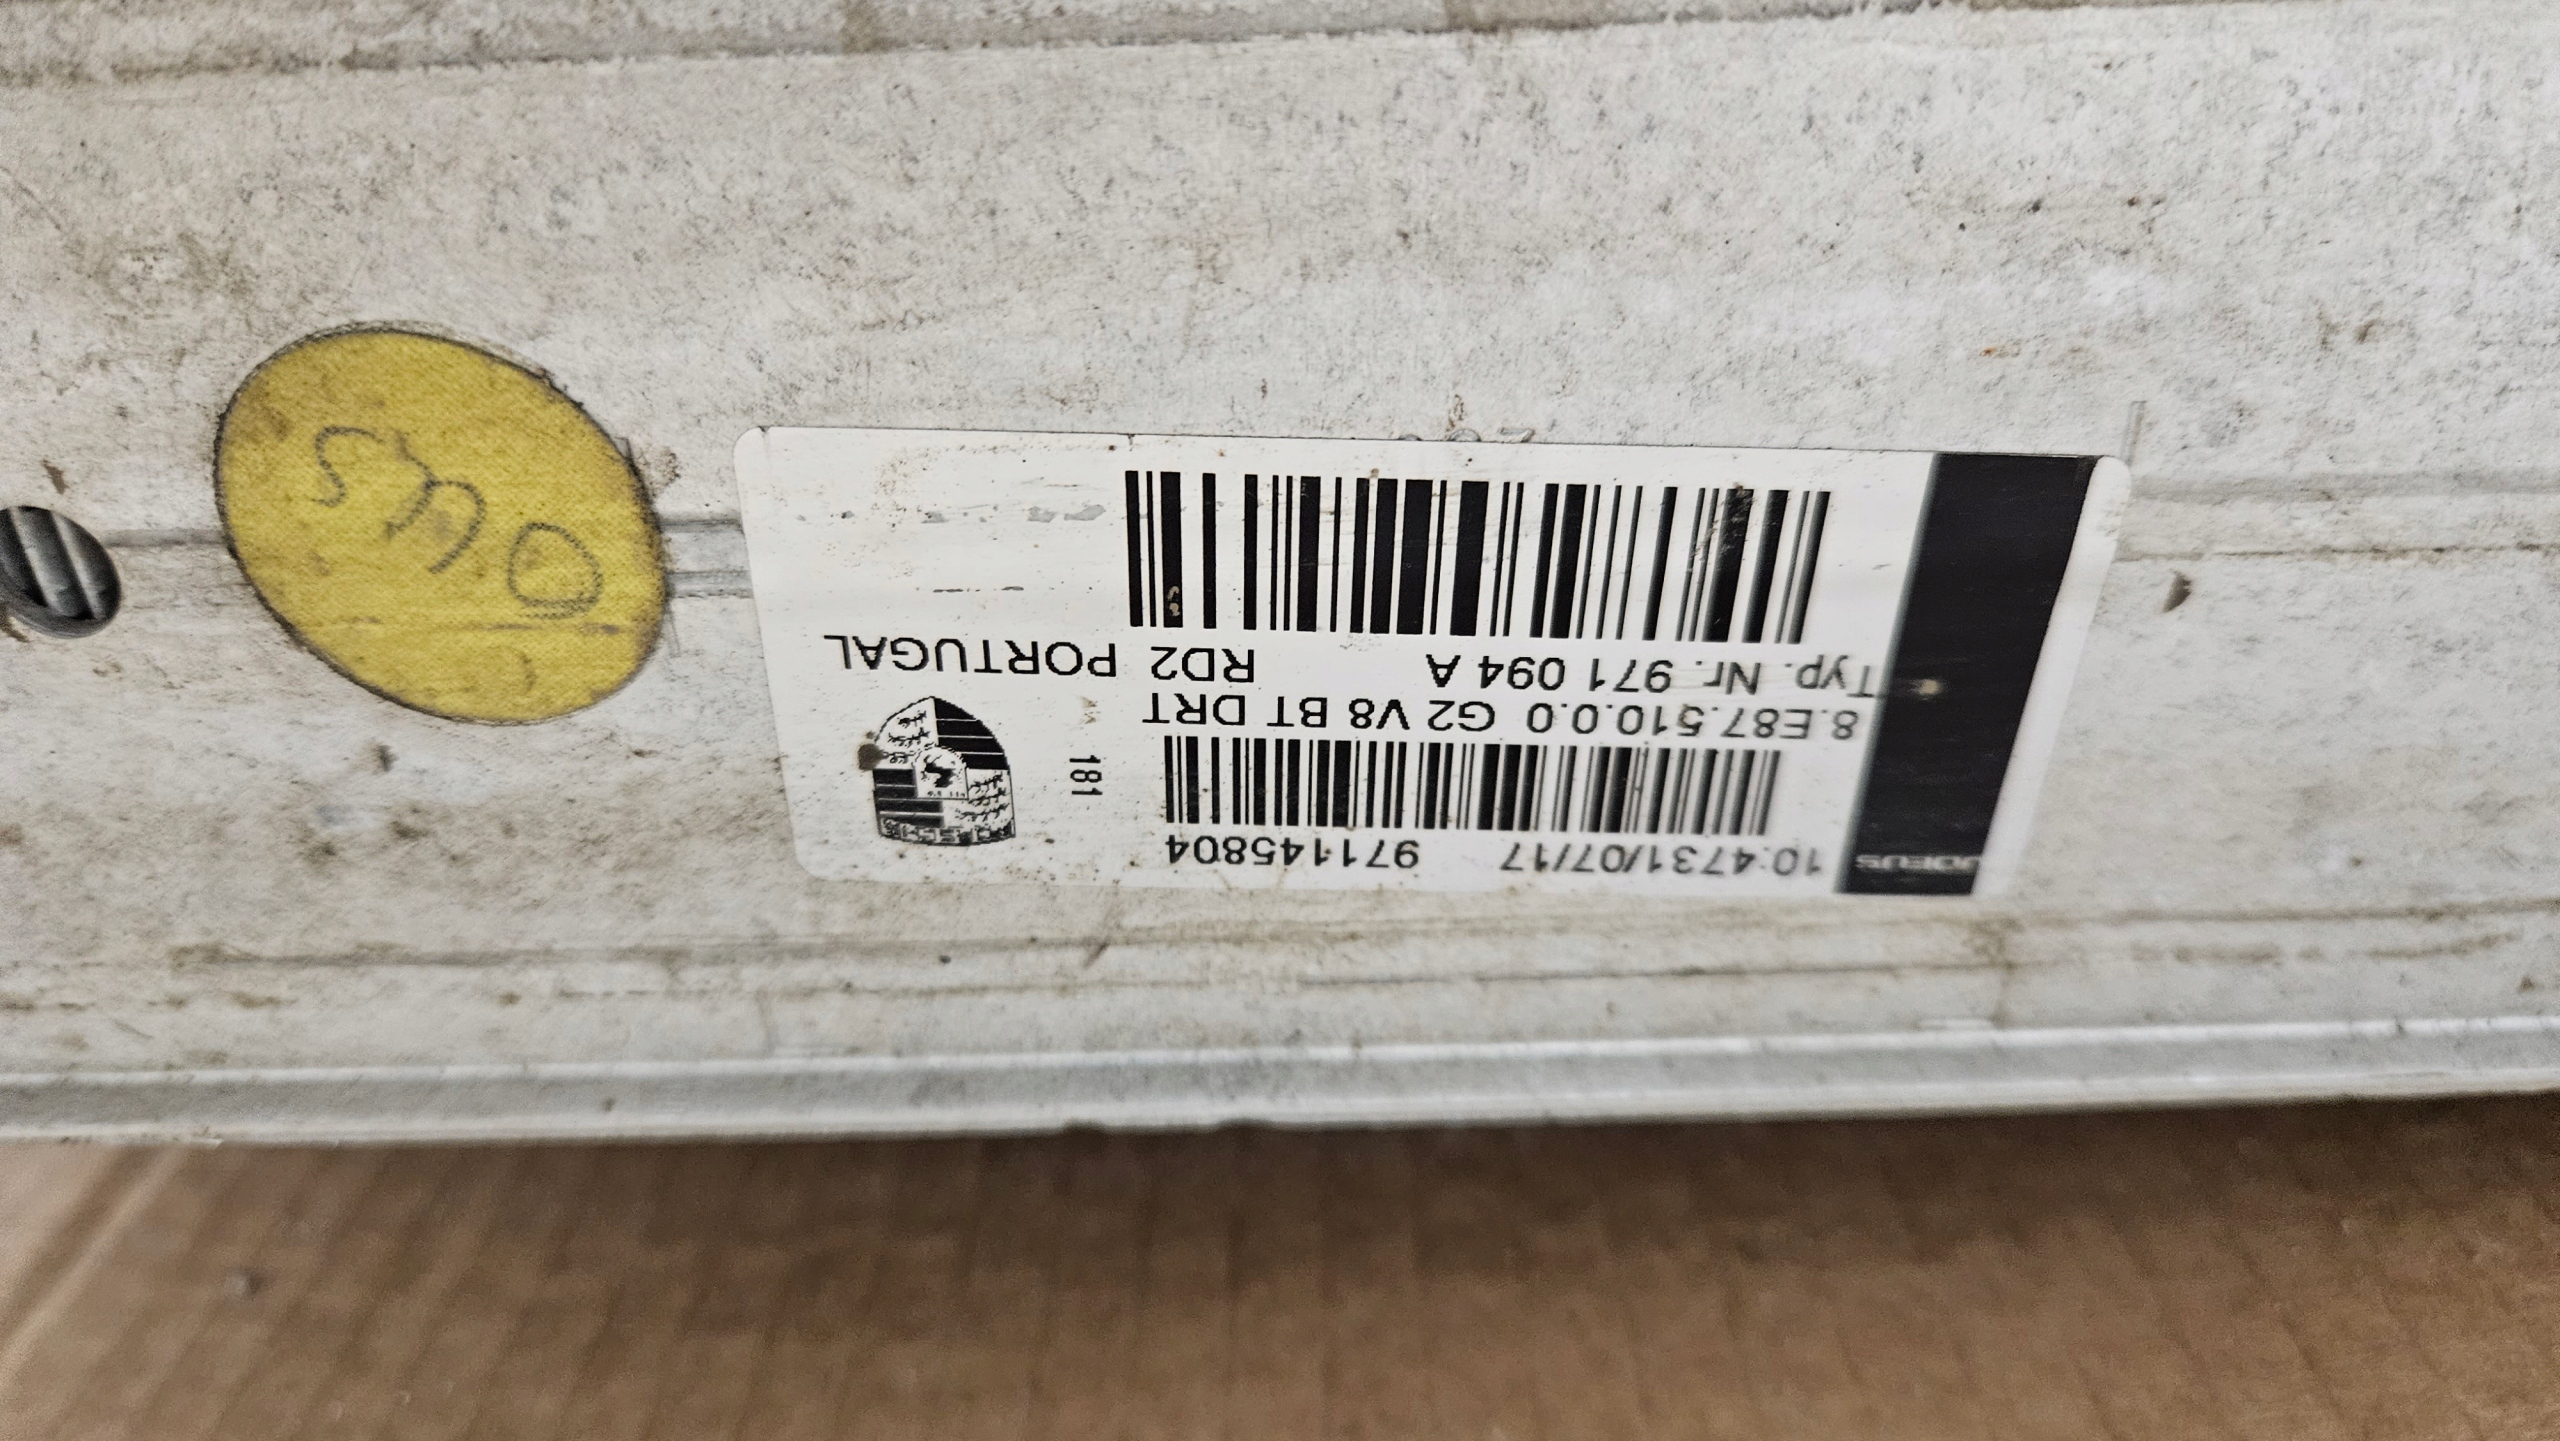 10:4731/07/17 971145804
8.E87.510.0.0 G2 V8 BT DRT
Typ. Nr. 971 094 A RD2 PORTUGAL
181
PORSCHE